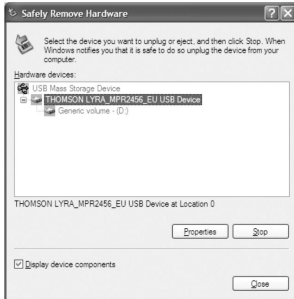 Safely Remove Hardware
Select the device you want to unplug or eject, and then click Stop. When
Windows notifies you that it is safe to do so unplug the device from your
computer.
Hardware devices:
USB Mass Storage Device
THOMSON LYRA_MPR2456_EU USB Device
Generic volume - (D:)
THOMSON LYRA_MPR2456_EU USB Device at Location 0
Properties
Stop
Display device components
Close